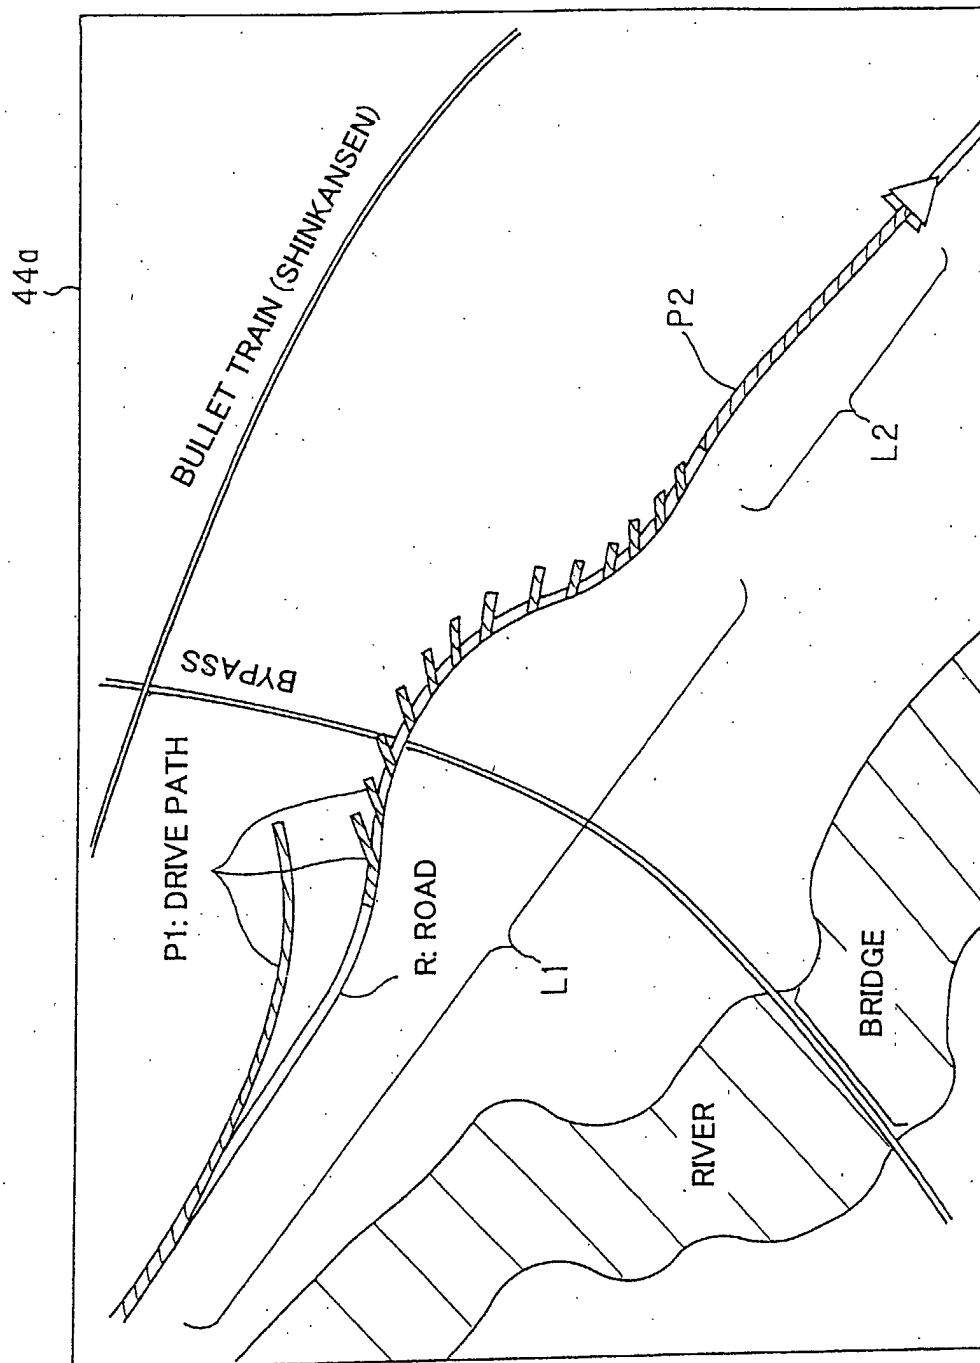 44a
BULLET TRAIN (SHINKANSEN)
BYPASS
P1: DRIVE PATH
P2
L2
R: ROAD
L1
BRIDGE
RIVER